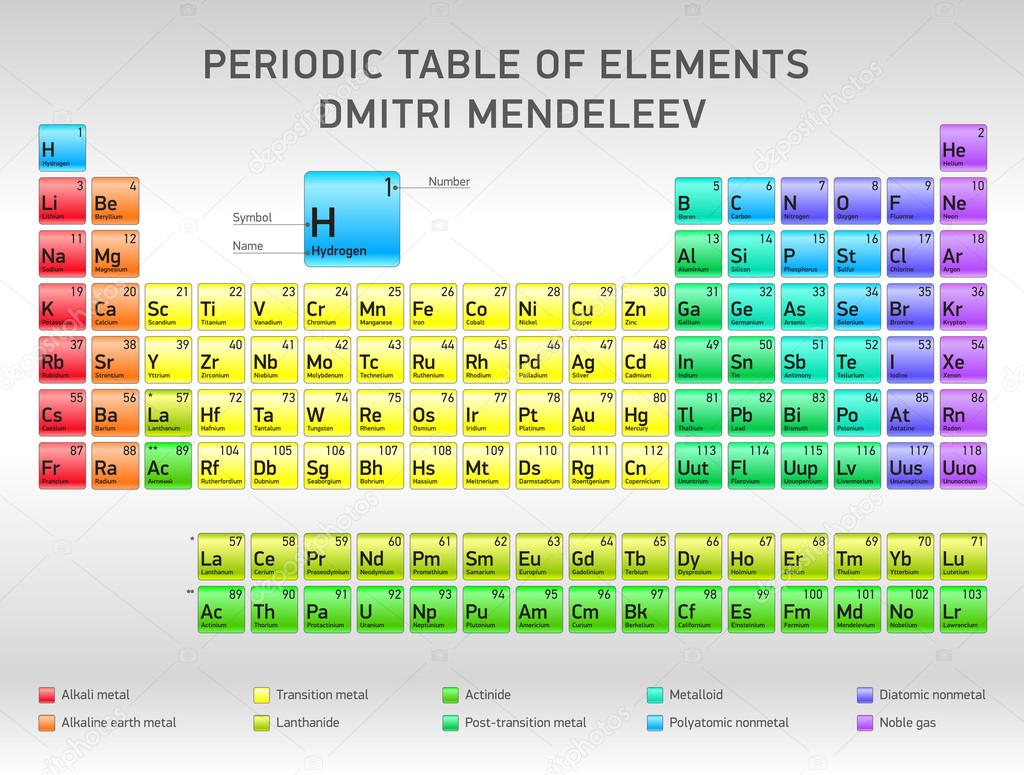 PERIODIC TABLE OF ELEMENTS
DMITRI MENDELEEV
1 H Hydrogen
2 He Helium
1 Number
Symbol H
Name Hydrogen
3 Li Lithium 4 Be Beryllium 5 B Boron 6 C Carbon 7 N Nitrogen 8 O Oxygen 9 F Fluorine 10 Ne Neon
11 Na Sodium 12 Mg Magnesium 13 Al Aluminium 14 Si Silicon 15 P Phosphorus 16 St Sulfur 17 Cl Chlorine 18 Ar Argon
19 K Potassium 20 Ca Calcium 21 Sc Scandium 22 Ti Titanium 23 V Vanadium 24 Cr Chromium 25 Mn Manganese 26 Fe Iron 27 Co Cobalt 28 Ni Nickel 29 Cu Copper 30 Zn Zinc 31 Ga Gallium 32 Ge Germanium 33 As Arsenic 34 Se Selenium 35 Br Bromine 36 Kr Krypton
37 Rb Rubidium 38 Sr Strontium 39 Y Yttrium 40 Zr Zirconium 41 Nb Niobium 42 Mo Molybdenum 43 Tc Technetium 44 Ru Ruthenium 45 Rh Rhodium 46 Pd Palladium 47 Ag Silver 48 Cd Cadmium 49 In Indium 50 Sn Tin 51 Sb Antimony 52 Te Tellurium 53 I Iodine 54 Xe Xenon
55 Cs Caesium 56 Ba Barium * 57 La Lanthanum 72 Hf Hafnium 73 Ta Tantalum 74 W Tungsten 75 Re Rhenium 76 Os Osmium 77 Ir Iridium 78 Pt Platinum 79 Au Gold 80 Hg Mercury 81 Tl Thallium 82 Pb Lead 83 Bi Bismuth 84 Po Polonium 85 At Astatine 86 Rn Radon
87 Fr Francium 88 Ra Radium ** 89 Ac Актиний 104 Rf Rutherfordium 105 Db Dubnium 106 Sg Seaborgium 107 Bh Bohrium 108 Hs Hassium 109 Mt Meitnerium 110 Ds Darmstadtium 111 Rg Roentgenium 112 Cn Copernicium 113 Uut Ununtrium 114 Fl Flerovium 115 Uup Ununpentium 116 Lv Livermorium 117 Uus Ununseptium 118 Uuo Ununoctium
* 57 La Lanthanum 58 Ce Cerium 59 Pr Praseodymium 60 Nd Neodymium 61 Pm Promethium 62 Sm Samarium 63 Eu Europium 64 Gd Gadolinium 65 Tb Terbium 66 Dy Dysprosium 67 Ho Holmium 68 Er Erbium 69 Tm Thulium 70 Yb Ytterbium 71 Lu Lutetium
** 89 Ac Actinium 90 Th Thorium 91 Pa Protactinium 92 U Uranium 93 Np Neptunium 94 Pu Plutonium 95 Am Americium 96 Cm Curium 97 Bk Berkelium 98 Cf Californium 99 Es Einsteinium 100 Fm Fermium 101 Md Mendelevium 102 No Nobelium 103 Lr Lawrencium
Alkali metal Transition metal Actinide Metalloid Diatomic nonmetal
Alkaline earth metal Lanthanide Post-transition metal Polyatomic nonmetal Noble gas
depositphotos